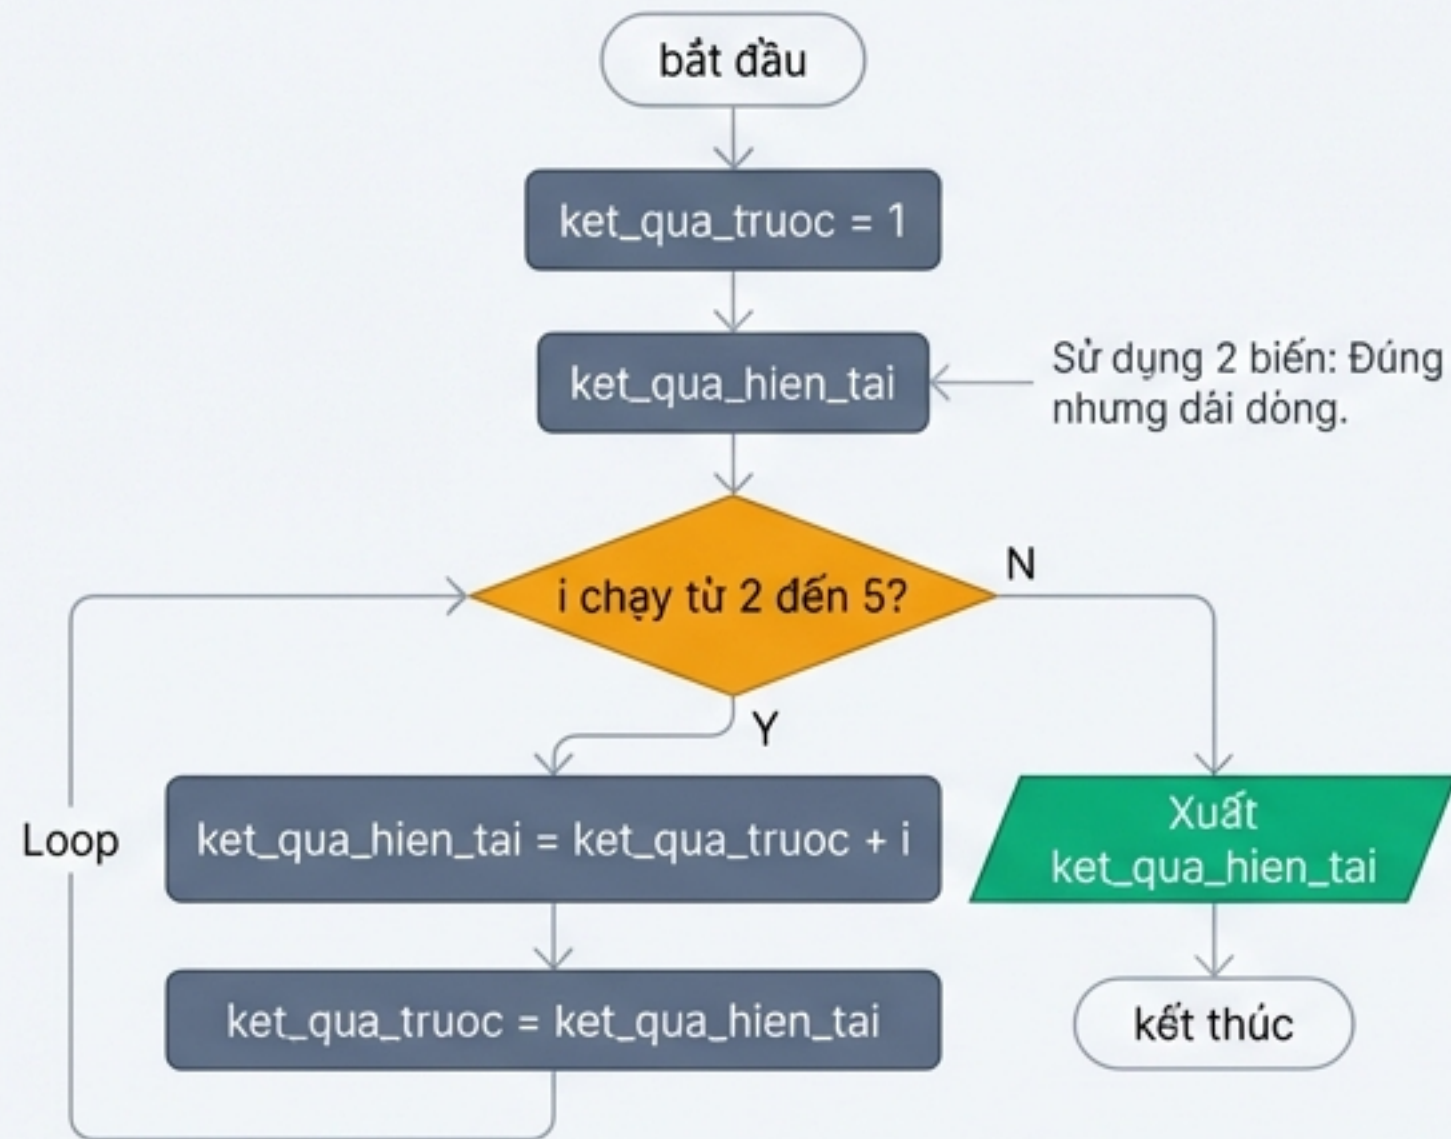 bắt đầu
ket_qua_truoc = 1
ket_qua_hien_tai
Sử dụng 2 biến: Đúng
nhưng dái dòng.
i chạy từ 2 đến 5?
N
Y
Loop
ket_qua_hien_tai = ket_qua_truoc + i
Xuất
ket_qua_hien_tai
ket_qua_truoc = ket_qua_hien_tai
kết thúc